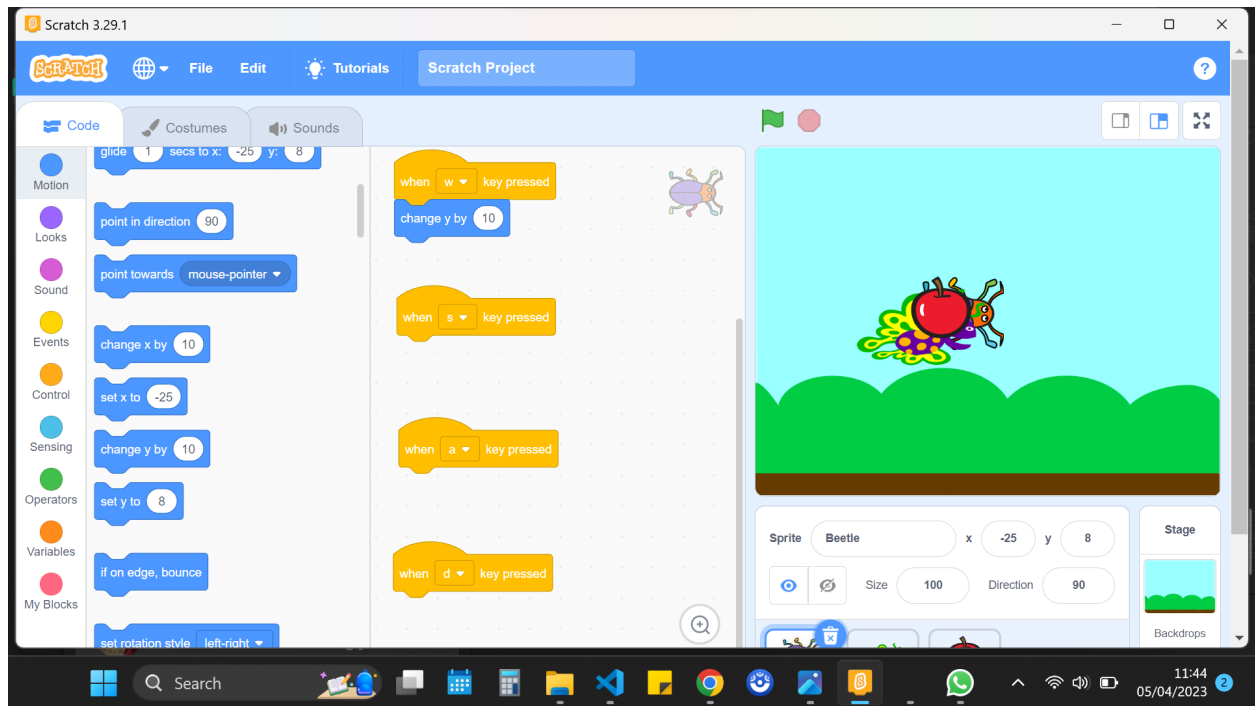 Scratch 3.29.1
SCRATCH
File Edit Tutorials Scratch Project ?
Code Costumes Sounds
Motion
Looks
Sound
Events
Control
Sensing
Operators
Variables
My Blocks
glide 1 secs to x: -25 y: 8
point in direction 90
point towards mouse-pointer
change x by 10
set x to -25
change y by 10
set y to 8
if on edge, bounce
set rotation style left-right
when w key pressed
change y by 10
when s key pressed
when a key pressed
when d key pressed
Sprite Beetle x -25 y 8
Size 100 Direction 90
Stage
Backdrops
Search
11:44
05/04/2023
2